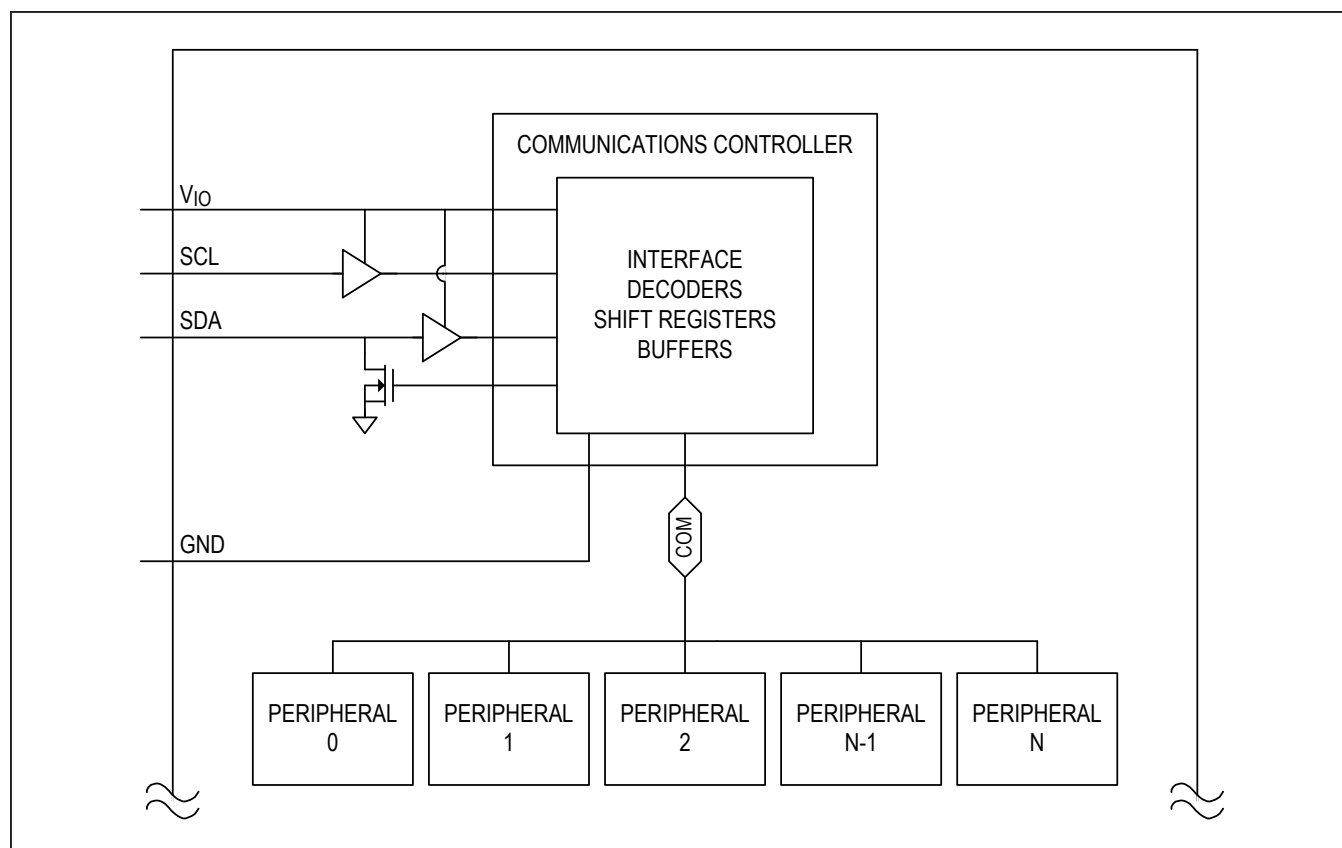 COMMUNICATIONS CONTROLLER
VIO
SCL
SDA
INTERFACE
DECODERS
SHIFT REGISTERS
BUFFERS
GND
COM
PERIPHERAL
0
PERIPHERAL
1
PERIPHERAL
2
PERIPHERAL
N-1
PERIPHERAL
N